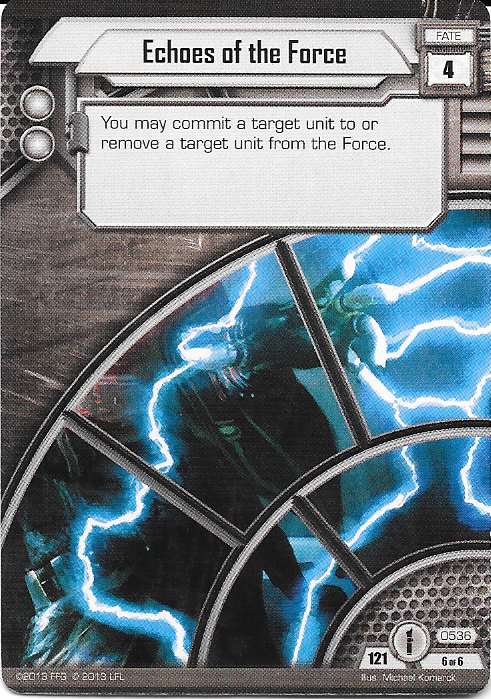 Echoes of the Force
FATE
4
You may commit a target unit to or
remove a target unit from the Force.
0536
121
6 OF 6
©2013 FFG © 2013 LFL
Illus. Michael Komarck